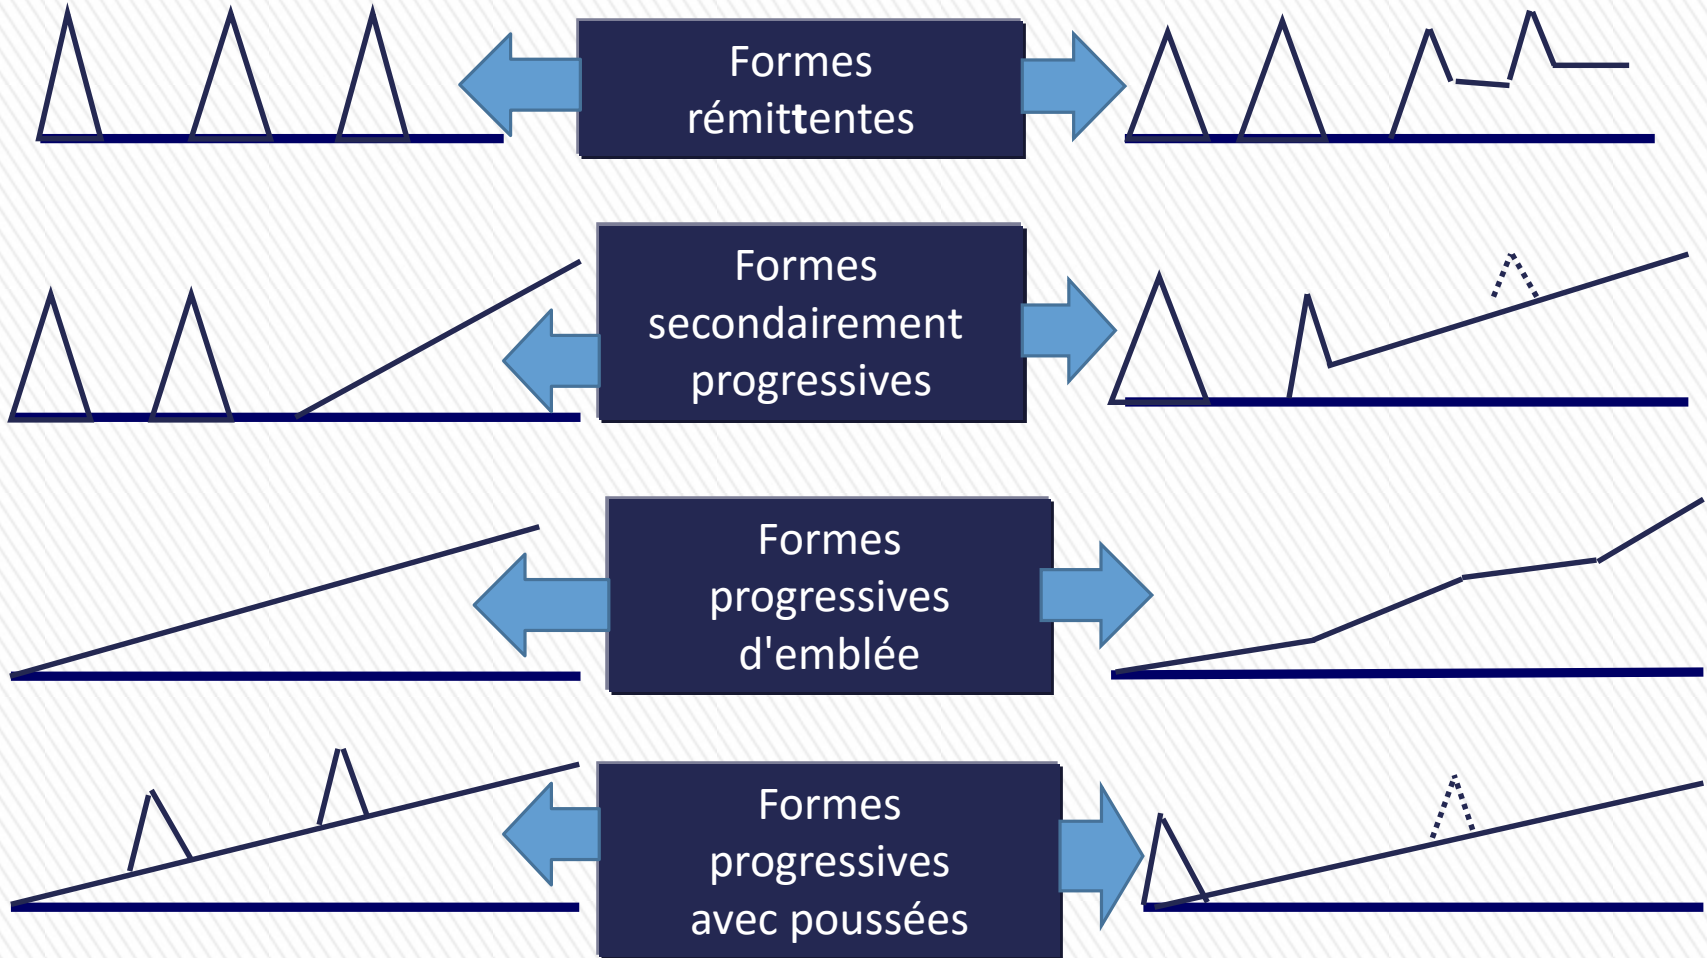 Formes
rémittentes
Formes
secondairement
progressives
Formes
progressives
d'emblée
Formes
progressives
avec poussées